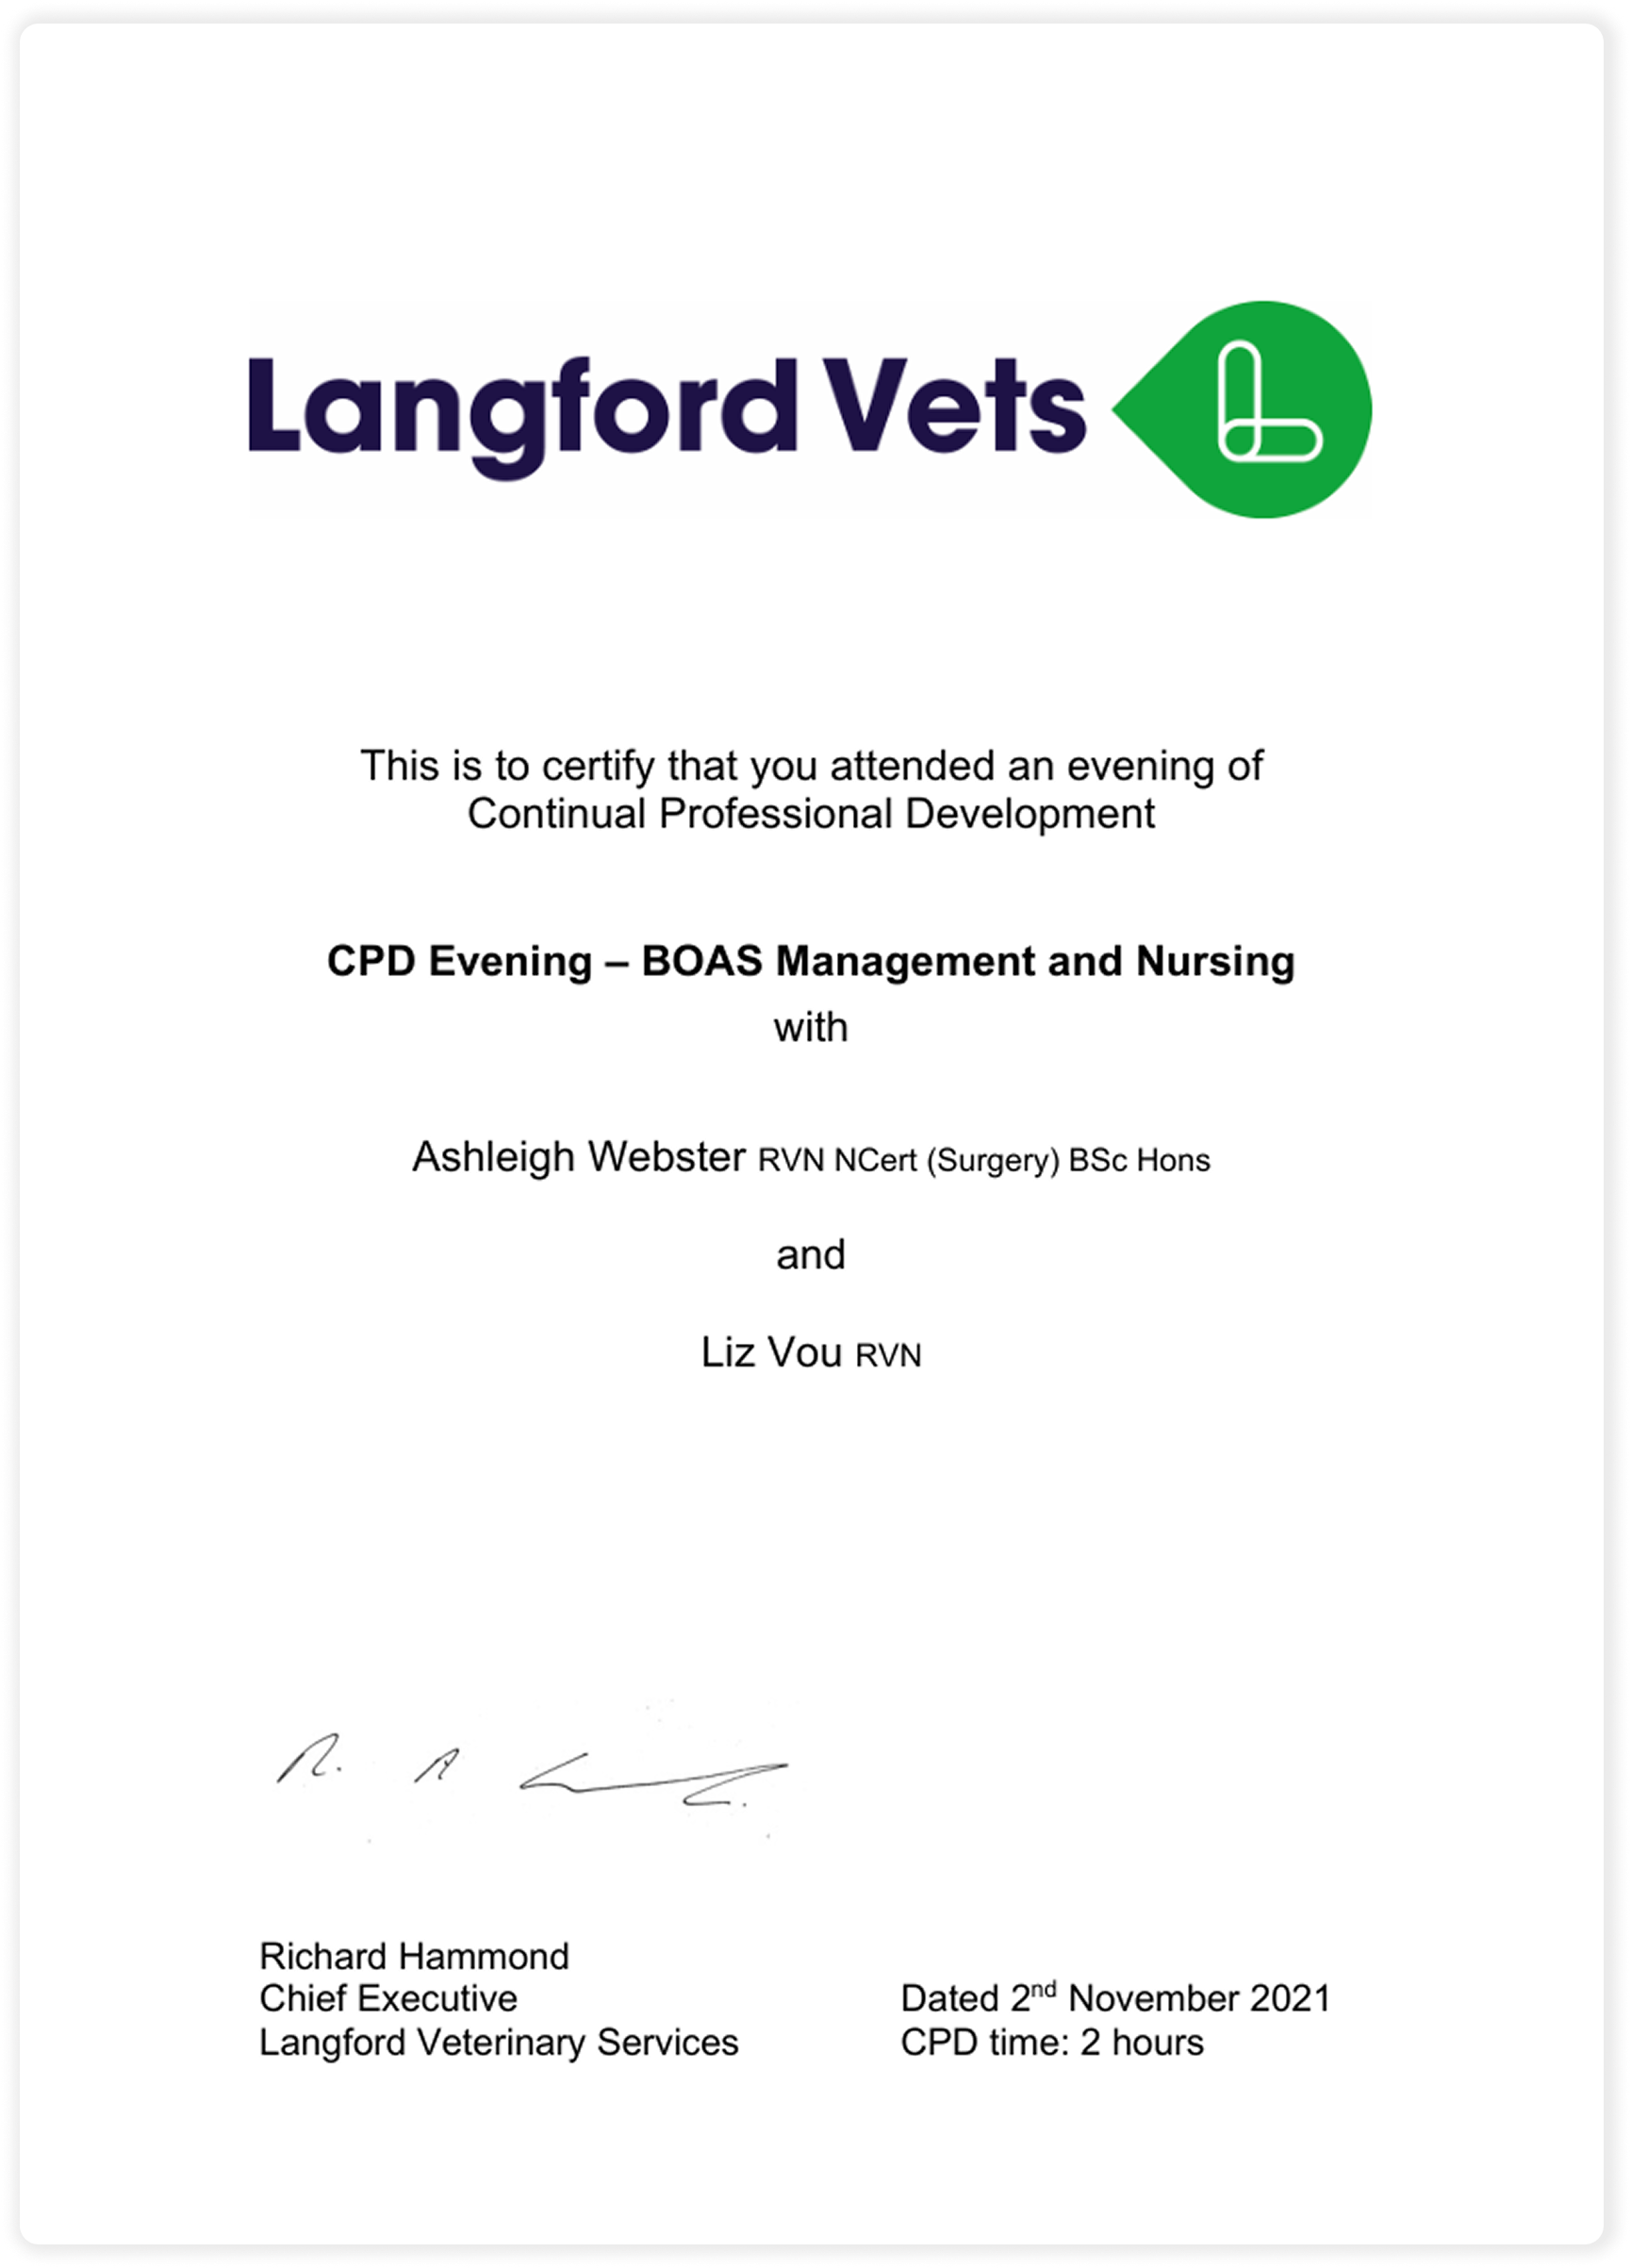 Langford Vets
This is to certify that you attended an evening of
Continual Professional Development
CPD Evening – BOAS Management and Nursing
with
Ashleigh Webster RVN NCert (Surgery) BSc Hons
and
Liz Vou RVN
R. A
Richard Hammond
Chief Executive
Langford Veterinary Services
Dated 2nd November 2021
CPD time: 2 hours